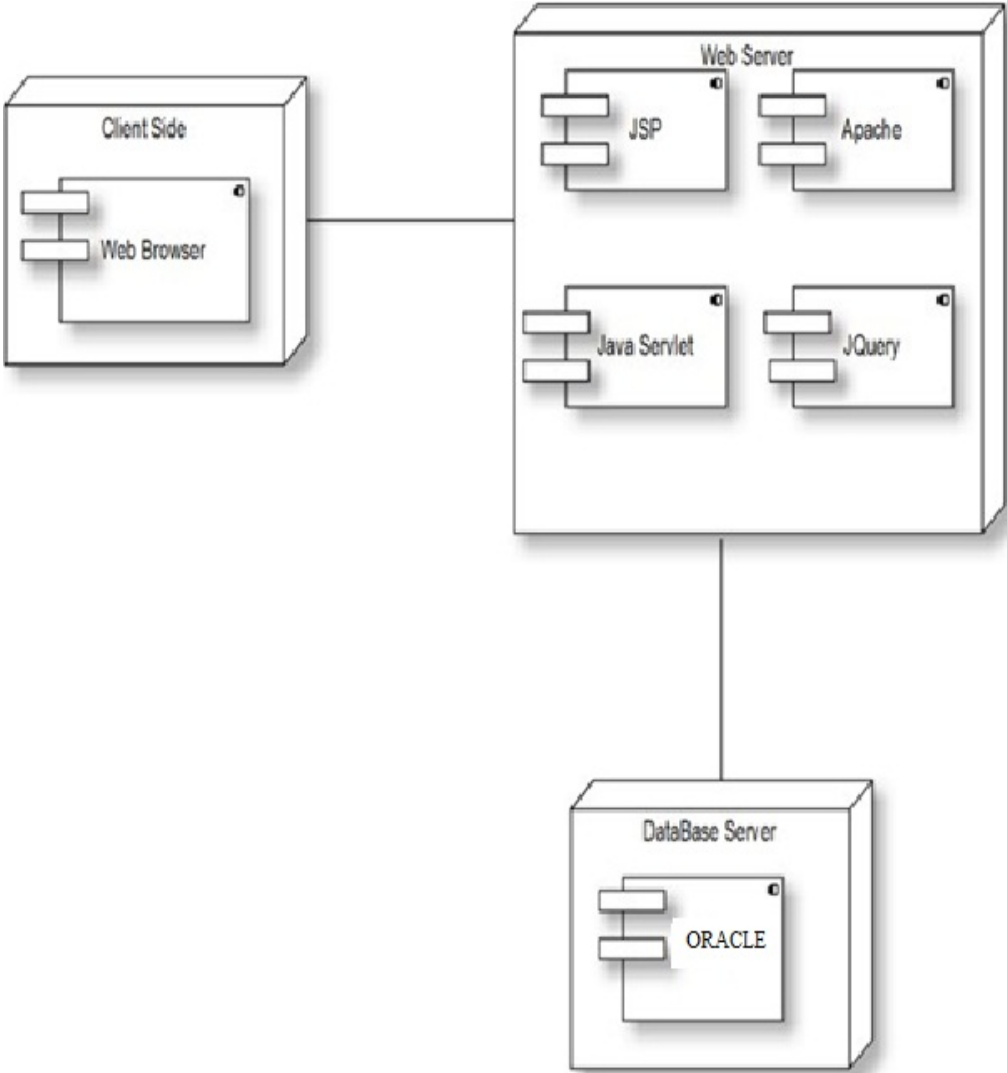 Client Side
Web Browser
Web Server
JSP
Apache
Java Servlet
JQuery
DataBase Server
ORACLE